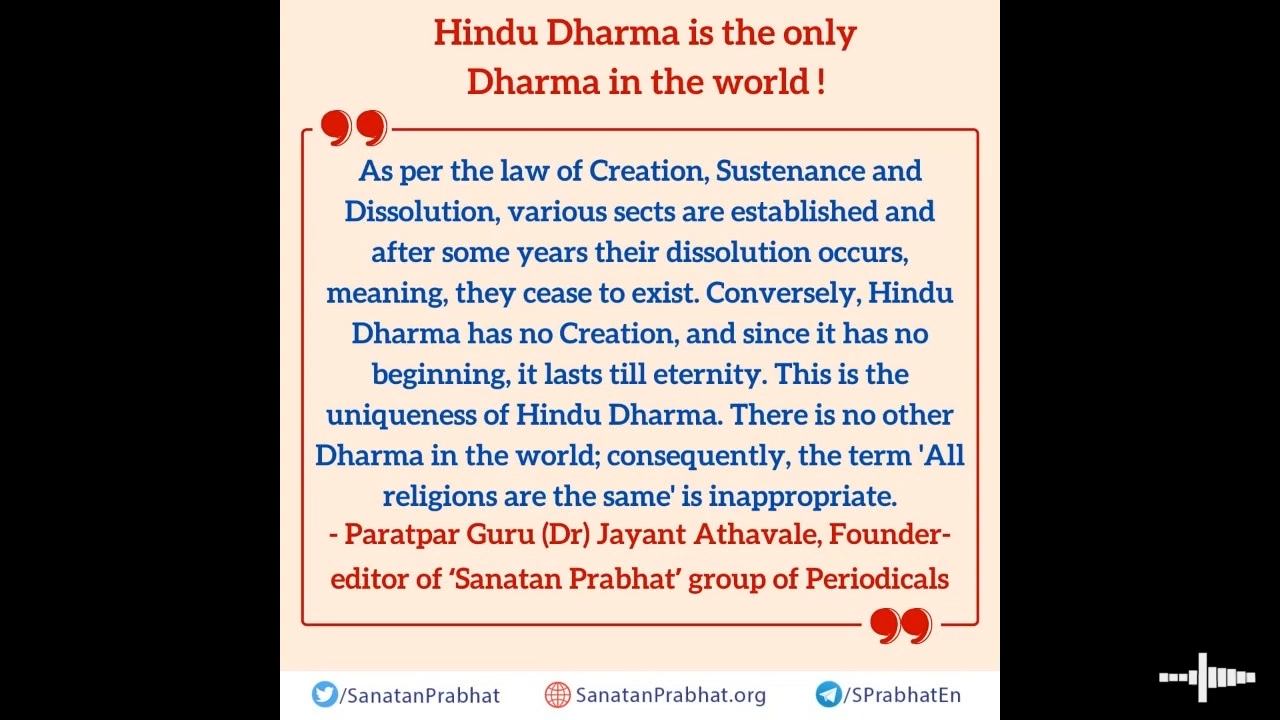 Hindu Dharma is the only
Dharma in the world !
As per the law of Creation, Sustenance and
Dissolution, various sects are established and
after some years their dissolution occurs,
meaning, they cease to exist. Conversely, Hindu
Dharma has no Creation, and since it has no
beginning, it lasts till eternity. This is the
uniqueness of Hindu Dharma. There is no other
Dharma in the world; consequently, the term 'All
religions are the same' is inappropriate.
- Paratpar Guru (Dr) Jayant Athavale, Founder-
editor of ‘Sanatan Prabhat’ group of Periodicals
/SanatanPrabhat SanatanPrabhat.org /SPrabhatEn